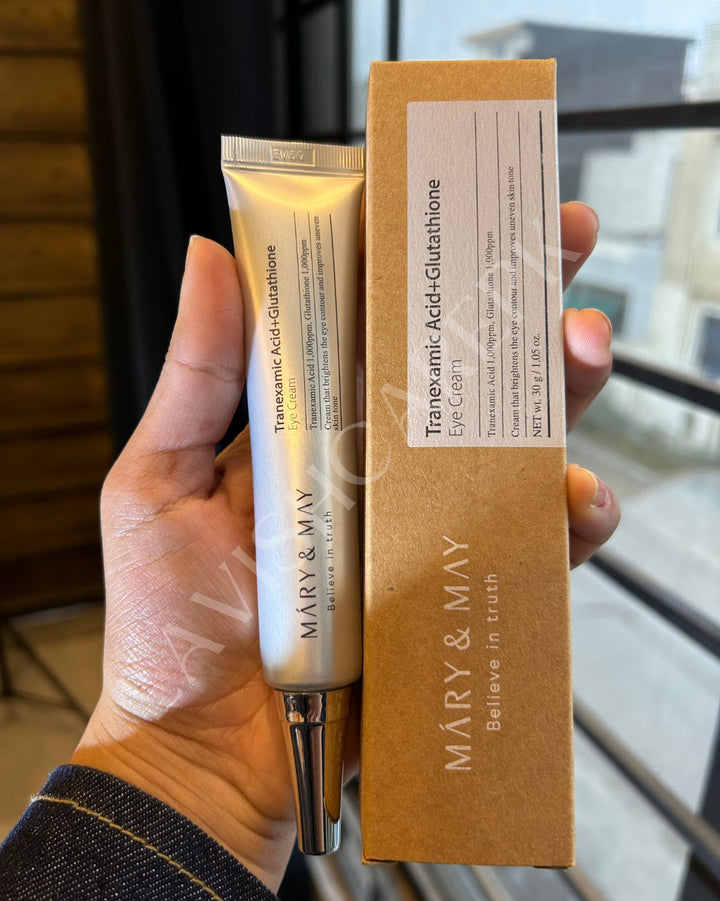 Tranexamic Acid+Glutathione
Eye Cream
Tranexamic Acid 1,000ppm, Glutathione 1,000ppm
Cream that brightens the eye contour and improves uneven
skin tone
MÁRY & MAY
Believe in truth
Tranexamic Acid+Glutathione
Eye Cream
Tranexamic Acid 1,000ppm, Glutathione 1,000ppm
Cream that brightens the eye contour and improves uneven skin tone
NET wt. 30 g / 1.05 oz.
MÁRY & MAY
Believe in truth